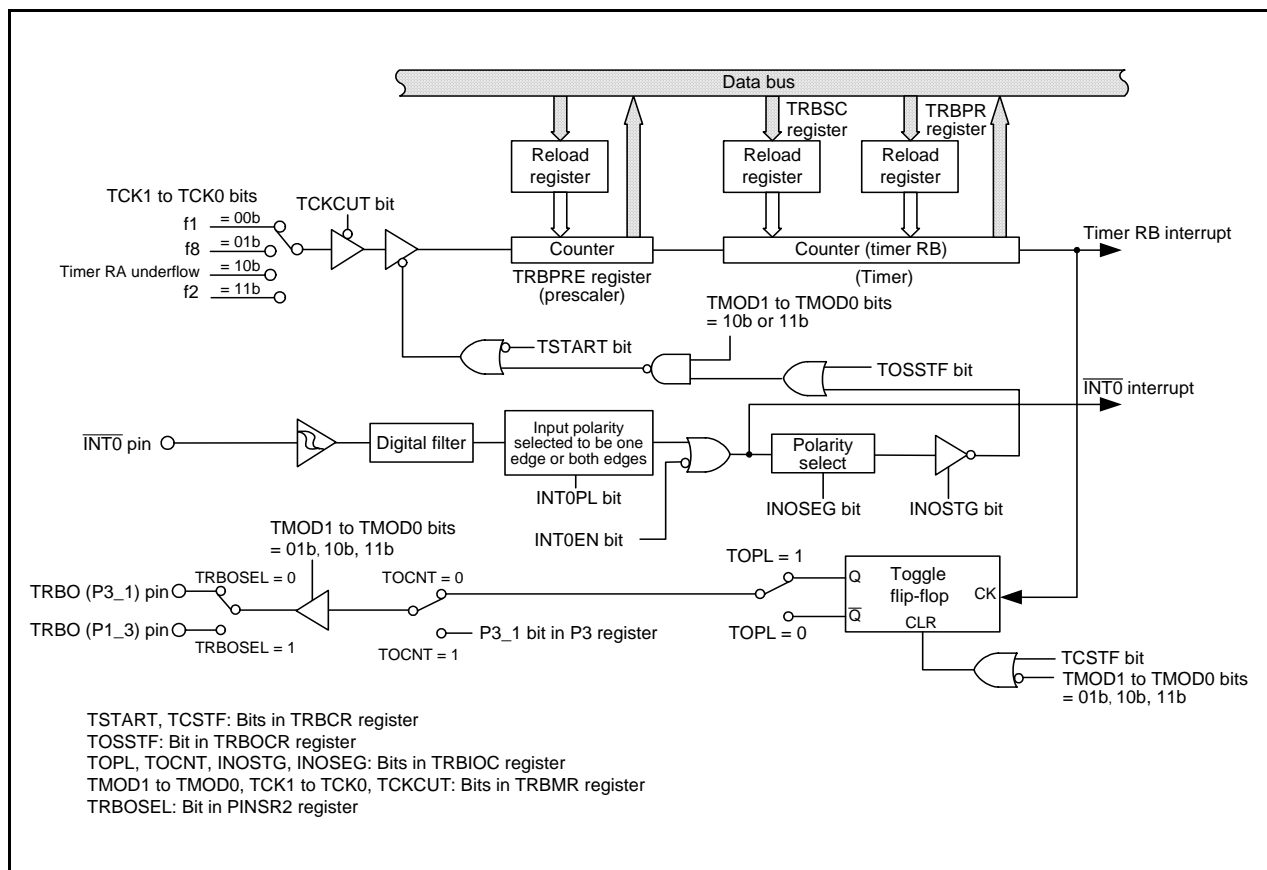 Data bus
TRBSC
register
TRBPR
register
Reload
register
Reload
register
Reload
register
TCK1 to TCK0 bits
TCKCUT bit
f1
= 00b
f8
= 01b
Timer RA underflow
= 10b
f2
= 11b
Counter
Counter (timer RB)
Timer RB interrupt
TRBPRE register
(prescaler)
(Timer)
TMOD1 to TMOD0 bits
= 10b or 11b
TSTART bit
TOSSTF bit
INT0 interrupt
INT0 pin
Digital filter
Input polarity
selected to be one
edge or both edges
Polarity
select
INT0PL bit
INOSEG bit
INOSTG bit
INT0EN bit
TMOD1 to TMOD0 bits
= 01b, 10b, 11b
TOPL = 1
Q
Toggle
flip-flop
CK
Q
CLR
TRBO (P3_1) pin
TRBOSEL = 0
TOCNT = 0
TRBO (P1_3) pin
TRBOSEL = 1
P3_1 bit in P3 register
TOCNT = 1
TOPL = 0
TCSTF bit
TMOD1 to TMOD0 bits
= 01b, 10b, 11b
TSTART, TCSTF: Bits in TRBCR register
TOSSTF: Bit in TRBOCR register
TOPL, TOCNT, INOSTG, INOSEG: Bits in TRBIOC register
TMOD1 to TMOD0, TCK1 to TCK0, TCKCUT: Bits in TRBMR register
TRBOSEL: Bit in PINSR2 register